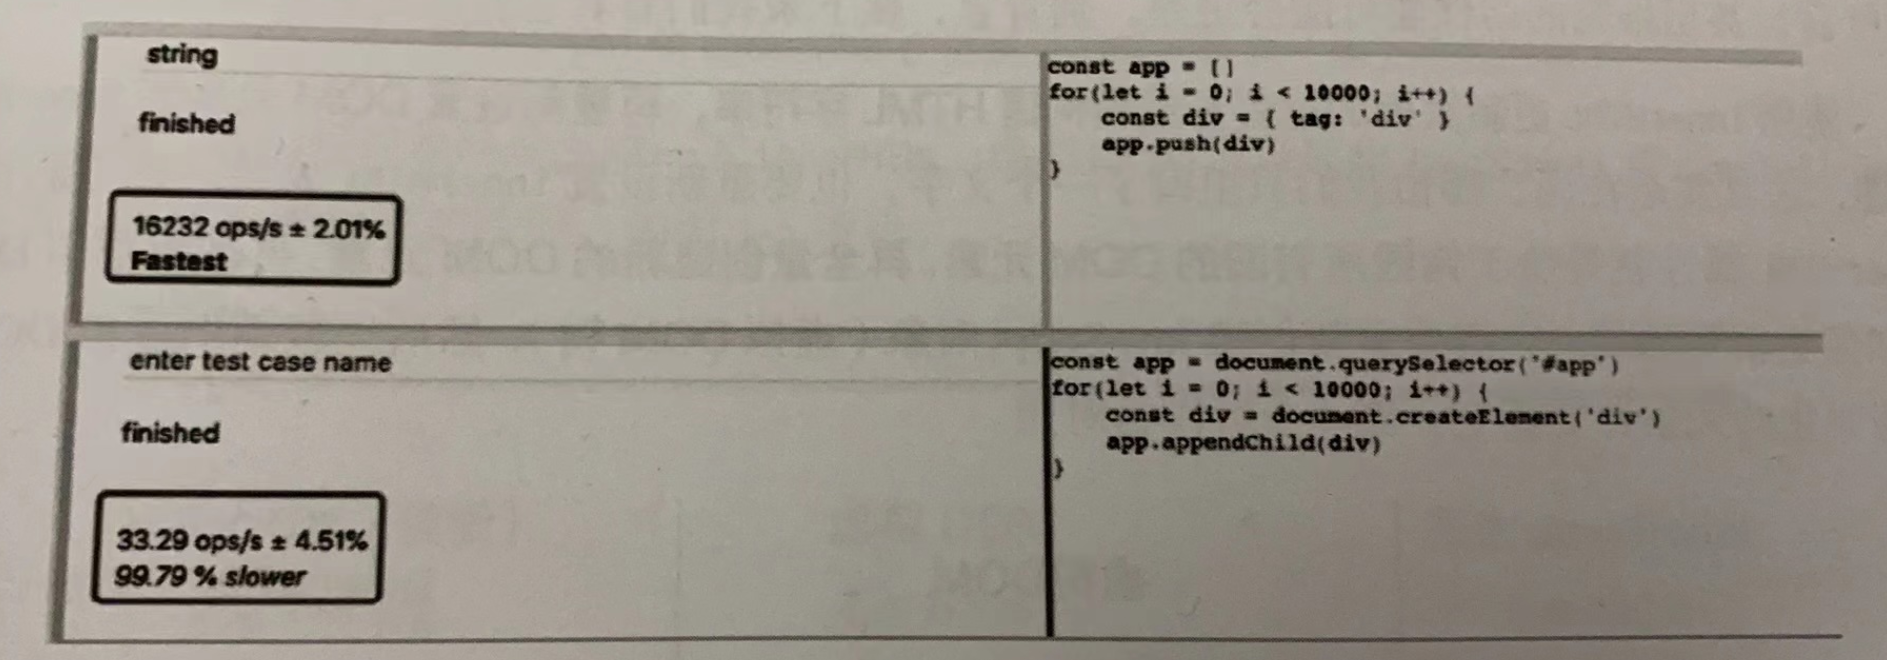 string
finished
16232 ops/s ± 2.01%
Fastest
const app = []
for(let i = 0; i < 10000; i++) {
    const div = { tag: 'div' }
    app.push(div)
}
enter test case name
finished
33.29 ops/s ± 4.51%
99.79 % slower
const app = document.querySelector('#app')
for(let i = 0; i < 10000; i++) {
    const div = document.createElement('div')
    app.appendChild(div)
}